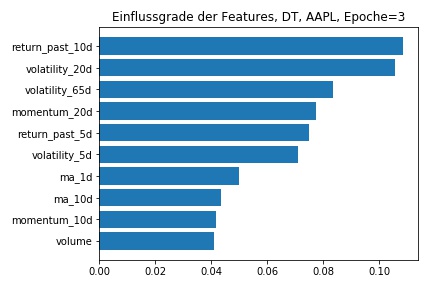 Einflussgrade der Features, DT, AAPL, Epoche=3
return_past_10d
volatility_20d
volatility_65d
momentum_20d
return_past_5d
volatility_5d
ma_1d
ma_10d
momentum_10d
volume
0.00 0.02 0.04 0.06 0.08 0.10